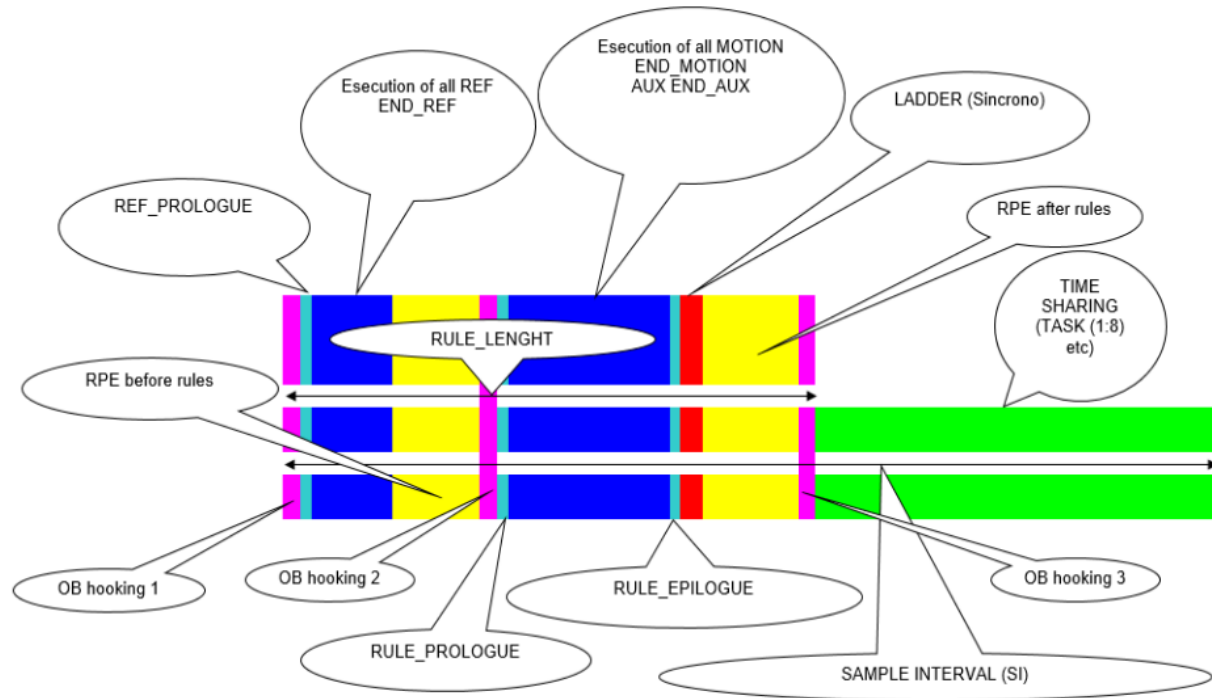 Esecution of all MOTION
END_MOTION
AUX END_AUX
Esecution of all REF
END_REF
LADDER (Sincrono)
REF_PROLOGUE
RPE after rules
TIME
SHARING
(TASK (1:8)
etc)
RULE_LENGHT
RPE before rules
OB hooking 1
OB hooking 2
RULE_EPILOGUE
OB hooking 3
RULE_PROLOGUE
SAMPLE INTERVAL (SI)